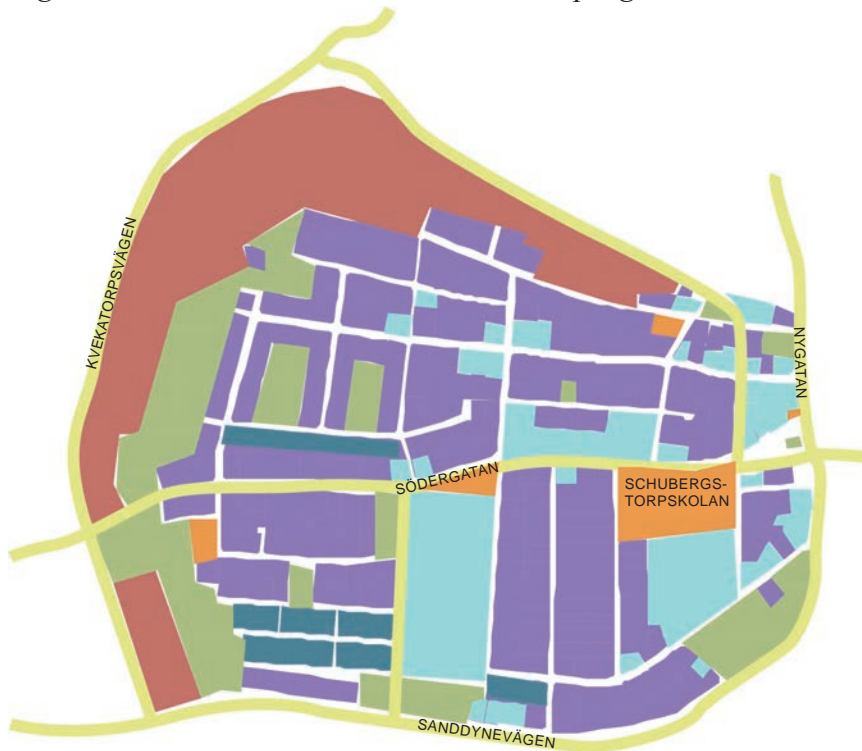 KVEKATORPSVÄGEN
NYGATAN
SÖDERGATAN
SCHUBERGS-
TORPSKOLAN
SANDDYNEVÄGEN